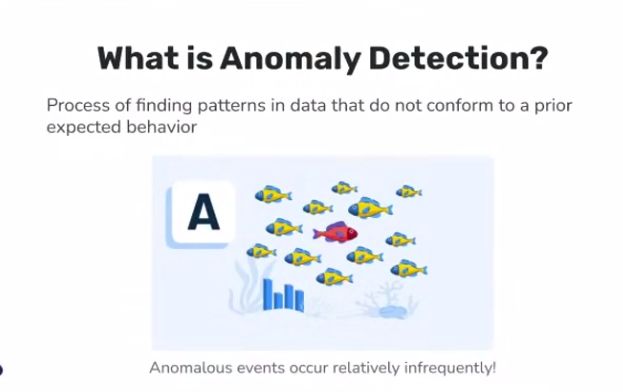 What is Anomaly Detection?
Process of finding patterns in data that do not conform to a prior
expected behavior
A
Anomalous events occur relatively infrequently!